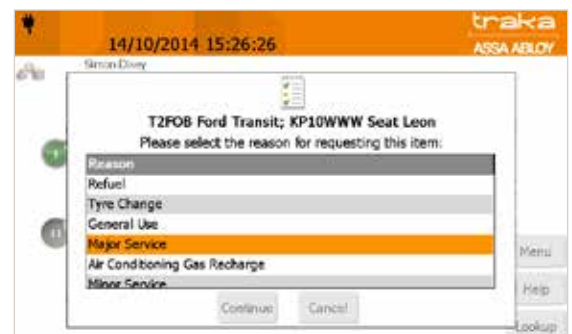 traka
14/10/2014 15:26:26
ASSA ABLOY
Simon Divey
T2FOB Ford Transit; KP10WWW Seat Leon
Please select the reason for requesting this item:
Reason
Refuel
Tyre Change
General Use
Major Service
Air Conditioning Gas Recharge
Minor Service
Menu
Continue
Cancel
Help
Lookup